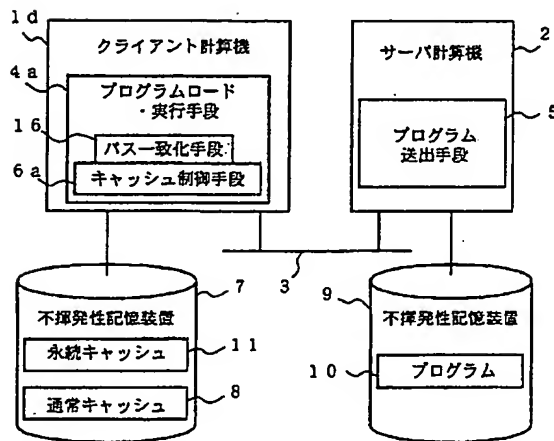 1d
クライアント計算機
4a
プログラムロード
・実行手段
16
パス一致化手段
6a
キャッシュ制御手段
2
サーバ計算機
5
プログラム
送出手段
3
7
不揮発性記憶装置
永続キャッシュ
11
通常キャッシュ
8
9
不揮発性記憶装置
10
プログラム